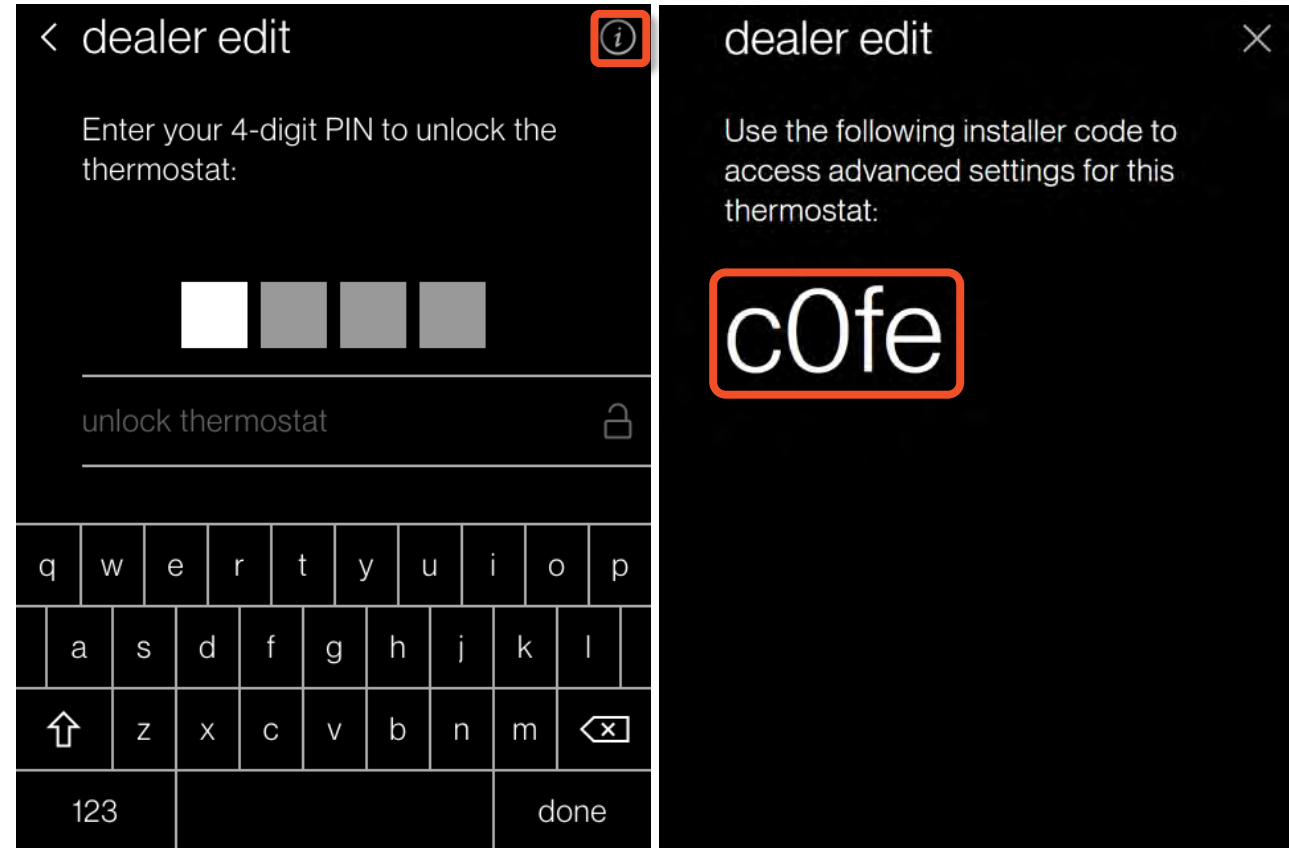 dealer edit
i
Enter your 4-digit PIN to unlock the
thermostat:
unlock thermostat
q w e r t y u i o p
a s d f g h j k l
z x c v b n m
123 done
dealer edit
Use the following installer code to
access advanced settings for this
thermostat:
c0fe